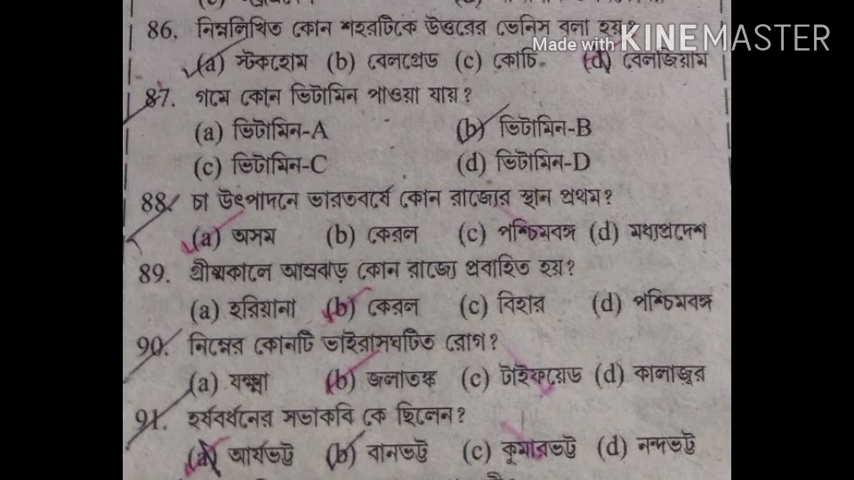 86. নিম্নলিখিত কোন শহরটিকে উত্তরের ভেনিস বলা হয়?
Made with KINEMASTER
(a) স্টকহোম (b) বেলগ্রেড (c) কোচি (d) বেলজিয়াম
87. গমে কোন ভিটামিন পাওয়া যায়?
(a) ভিটামিন-A (b) ভিটামিন-B
(c) ভিটামিন-C (d) ভিটামিন-D
88. চা উৎপাদনে ভারতবর্ষে কোন রাজ্যের স্থান প্রথম?
(a) অসম (b) কেরল (c) পশ্চিমবঙ্গ (d) মধ্যপ্রদেশ
89. গ্রীষ্মকালে আম্রঝড় কোন রাজ্যে প্রবাহিত হয়?
(a) হরিয়ানা (b) কেরল (c) বিহার (d) পশ্চিমবঙ্গ
90. নিম্নের কোনটি ভাইরাসঘটিত রোগ?
(a) যক্ষ্মা (b) জলাতঙ্ক (c) টাইফয়েড (d) কালাজ্বর
91. হর্ষবর্ধনের সভাকবি কে ছিলেন?
(a) আর্যভট্ট (b) বানভট্ট (c) কুমারভট্ট (d) নন্দভট্ট